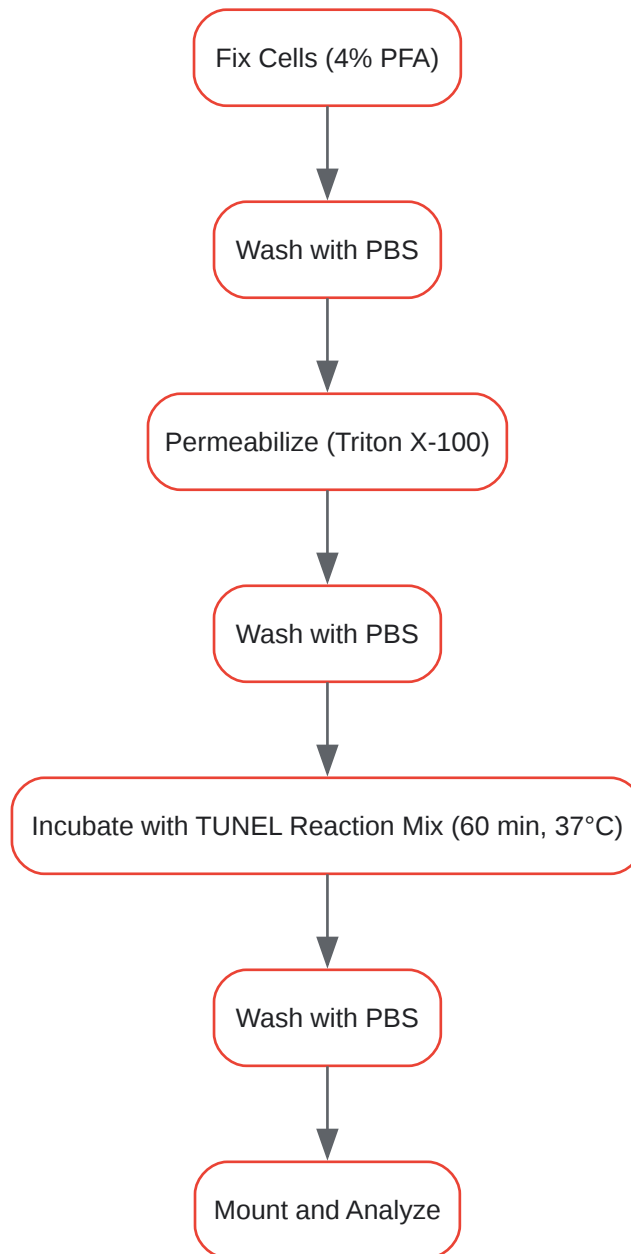 Fix Cells (4% PFA)
Wash with PBS
Permeabilize (Triton X-100)
Wash with PBS
Incubate with TUNEL Reaction Mix (60 min, 37°C)
Wash with PBS
Mount and Analyze